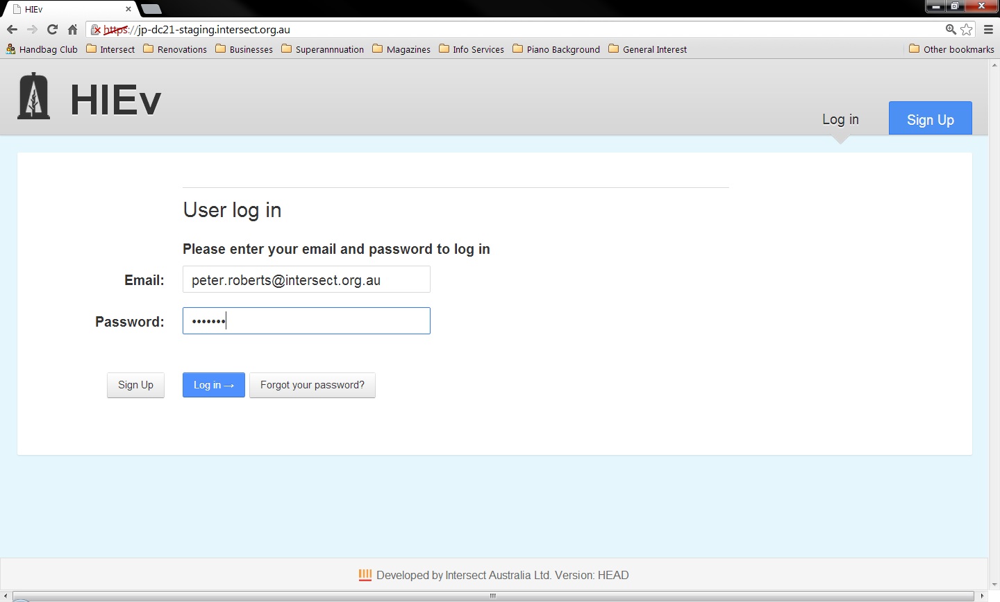 HIEv
https://jp-dc21-staging.intersect.org.au
Handbag Club Intersect Renovations Businesses Superannnuation Magazines Info Services Piano Background General Interest Other bookmarks
HIEv
Log in Sign Up
User log in
Please enter your email and password to log in
Email: peter.roberts@intersect.org.au
Password: •••••••
Sign Up Log in → Forgot your password?
Developed by Intersect Australia Ltd. Version: HEAD